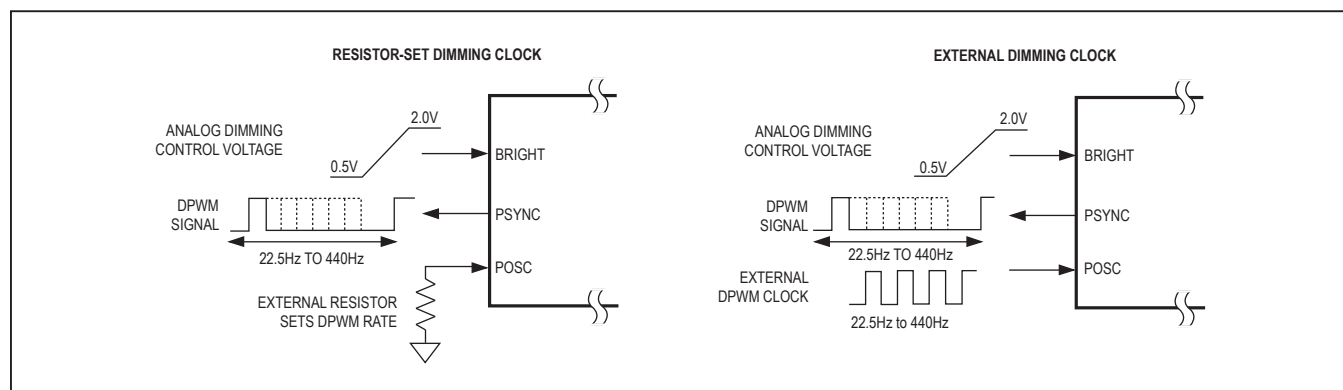 RESISTOR-SET DIMMING CLOCK
ANALOG DIMMING
CONTROL VOLTAGE
2.0V
0.5V
BRIGHT
DPWM
SIGNAL
PSYNC
22.5Hz TO 440Hz
POSC
EXTERNAL RESISTOR
SETS DPWM RATE
EXTERNAL DIMMING CLOCK
ANALOG DIMMING
CONTROL VOLTAGE
2.0V
0.5V
BRIGHT
DPWM
SIGNAL
PSYNC
22.5Hz TO 440Hz
EXTERNAL
DPWM CLOCK
POSC
22.5Hz to 440Hz